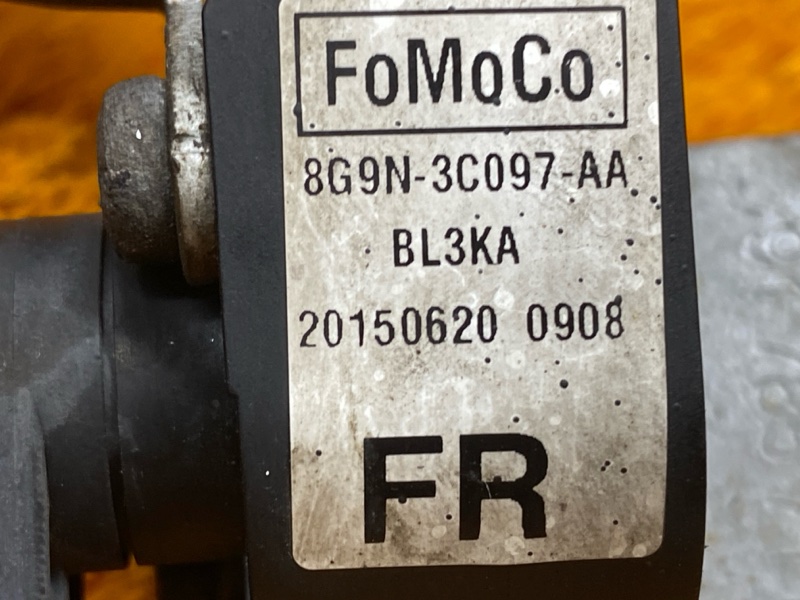 FoMoCo
8G9N-3C097-AA
BL3KA
20150620 0908
FR